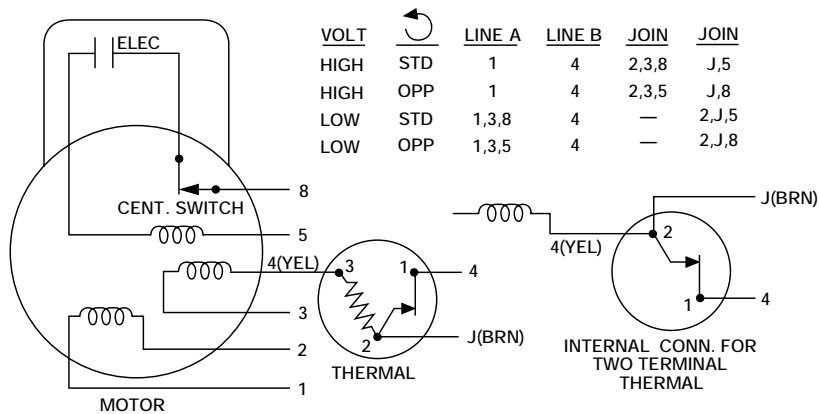 ELEC
VOLT LINE A LINE B JOIN JOIN
HIGH STD 1 4 2,3,8 J,5
HIGH OPP 1 4 2,3,5 J,8
LOW STD 1,3,8 4 — 2,J,5
LOW OPP 1,3,5 4 — 2,J,8
CENT. SWITCH
8
5
4(YEL)
3
2
1
MOTOR
3
1
4
2
J(BRN)
THERMAL
J(BRN)
2
4(YEL)
1
4
INTERNAL CONN. FOR
TWO TERMINAL
THERMAL